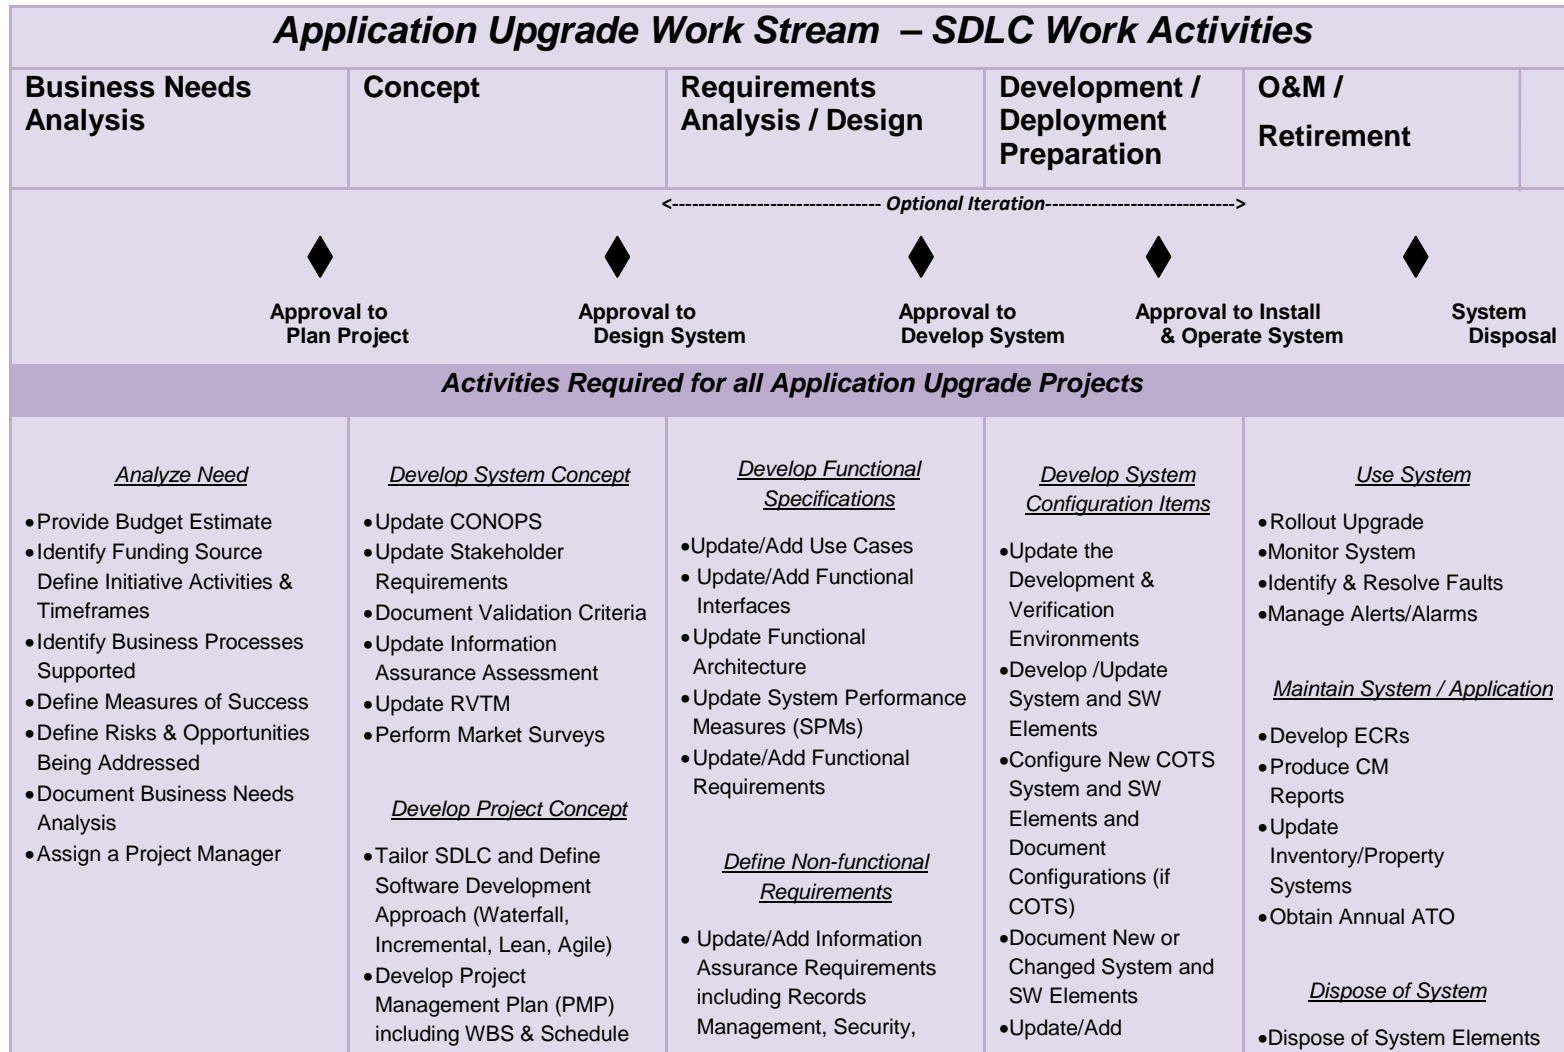 Application Upgrade Work Stream – SDLC Work Activities
Business Needs
Analysis
Concept
Requirements
Analysis / Design
Development /
Deployment
Preparation
O&M /
Retirement
<-------------------------------- Optional Iteration----------------------------->
Approval to
Plan Project
Approval to
Design System
Approval to
Develop System
Approval to Install
& Operate System
System
Disposal
Activities Required for all Application Upgrade Projects
Analyze Need
•Provide Budget Estimate
•Identify Funding Source
Define Initiative Activities &
Timeframes
•Identify Business Processes
Supported
•Define Measures of Success
•Define Risks & Opportunities
Being Addressed
•Document Business Needs
Analysis
•Assign a Project Manager
Develop System Concept
•Update CONOPS
•Update Stakeholder
Requirements
•Document Validation Criteria
•Update Information
Assurance Assessment
•Update RVTM
•Perform Market Surveys
Develop Project Concept
•Tailor SDLC and Define
Software Development
Approach (Waterfall,
Incremental, Lean, Agile)
•Develop Project
Management Plan (PMP)
including WBS & Schedule
Develop Functional
Specifications
•Update/Add Use Cases
• Update/Add Functional
Interfaces
•Update Functional
Architecture
•Update System Performance
Measures (SPMs)
•Update/Add Functional
Requirements
Define Non-functional
Requirements
• Update/Add Information
Assurance Requirements
including Records
Management, Security,
Develop System
Configuration Items
•Update the
Development &
Verification
Environments
•Develop /Update
System and SW
Elements
•Configure New COTS
System and SW
Elements and
Document
Configurations (if
COTS)
•Document New or
Changed System and
SW Elements
•Update/Add
Use System
•Rollout Upgrade
•Monitor System
•Identify & Resolve Faults
•Manage Alerts/Alarms
Maintain System / Application
•Develop ECRs
•Produce CM
Reports
•Update
Inventory/Property
Systems
•Obtain Annual ATO
Dispose of System
•Dispose of System Elements